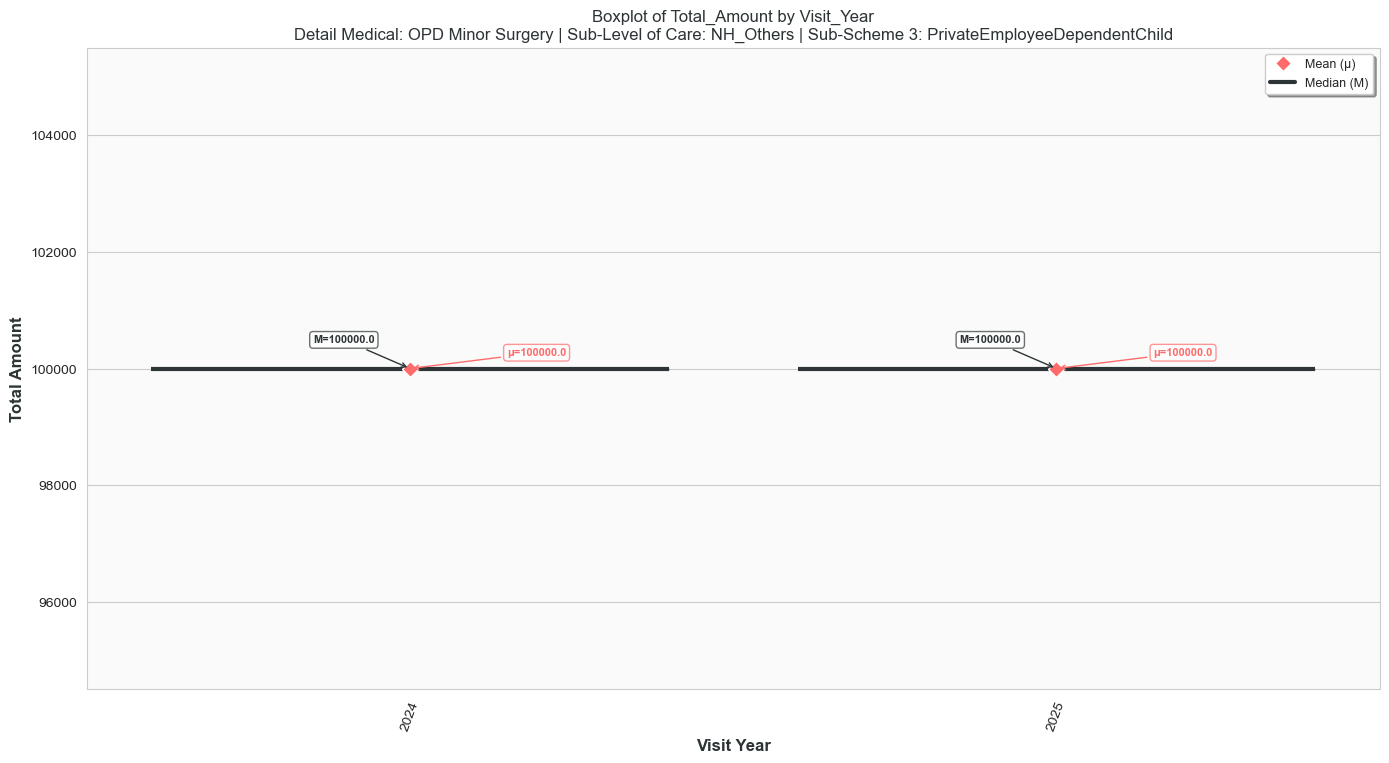 Boxplot of Total_Amount by Visit_Year
Detail Medical: OPD Minor Surgery | Sub-Level of Care: NH_Others | Sub-Scheme 3: PrivateEmployeeDependentChild
Mean (μ)
Median (M)
104000
102000
100000
98000
96000
Total Amount
M=100000.0
μ=100000.0
M=100000.0
μ=100000.0
2024
2025
Visit Year